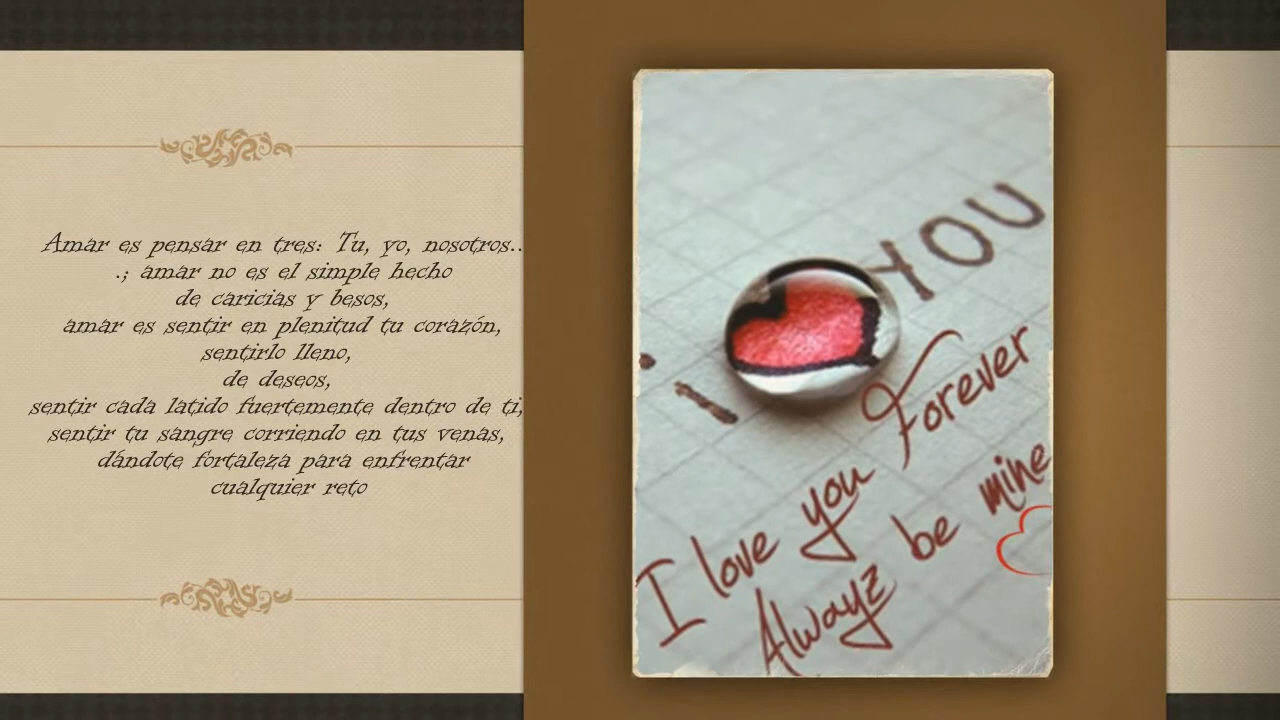 Amar es pensar en tres: Tu, yo, nosotros..
.; amar no es el simple hecho
de caricias y besos,
amar es sentir en plenitud tu corazón,
sentirlo lleno,
de deseos,
sentir cada latido fuertemente dentro de ti,
sentir tu sangre corriendo en tus venas,
dándote fortaleza para enfrentar
cualquier reto
i YOU
I love you Forever
Alwayz be mine